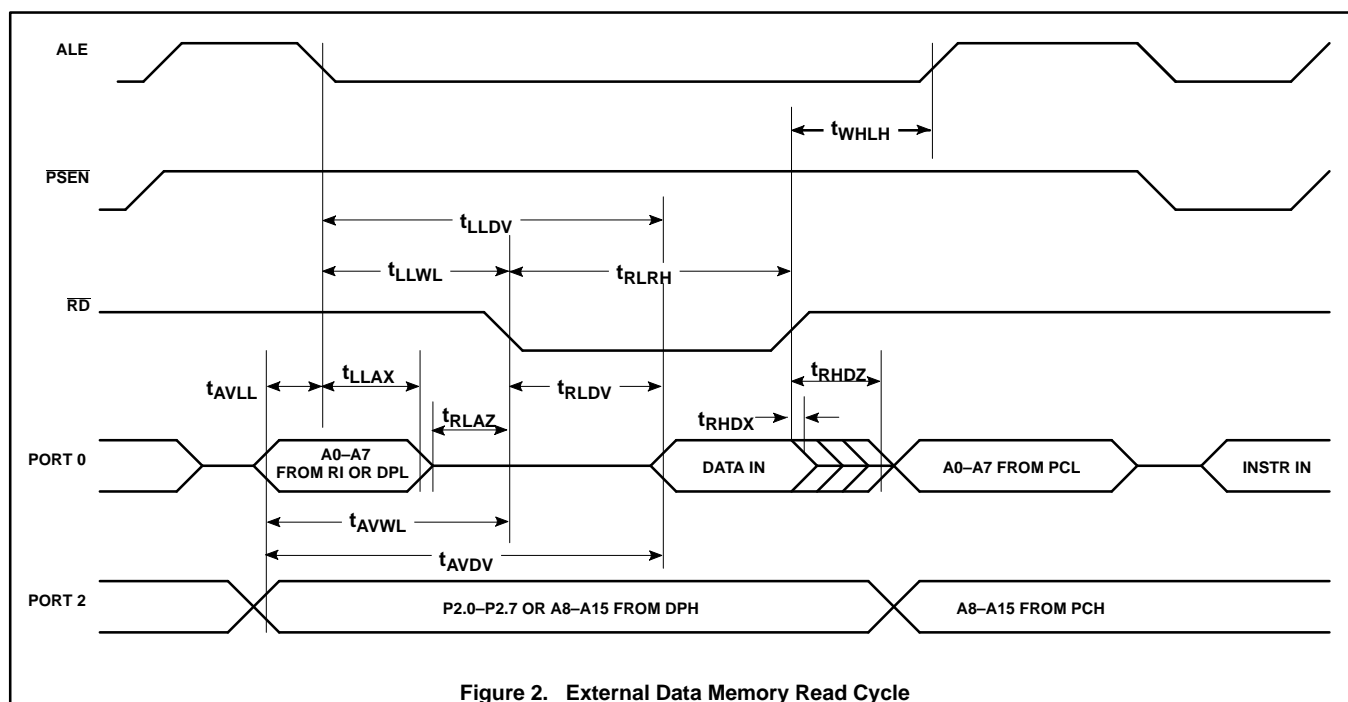 ALE
tWHLH
PSEN
tLLDV
tLLWL
tRLRH
RD
tAVLL
tLLAX
tRLDV
tRHDZ
tRLAZ
tRHDX
PORT 0
A0–A7
FROM RI OR DPL
DATA IN
A0–A7 FROM PCL
INSTR IN
tAVWL
tAVDV
PORT 2
P2.0–P2.7 OR A8–A15 FROM DPH
A8–A15 FROM PCH
Figure 2. External Data Memory Read Cycle